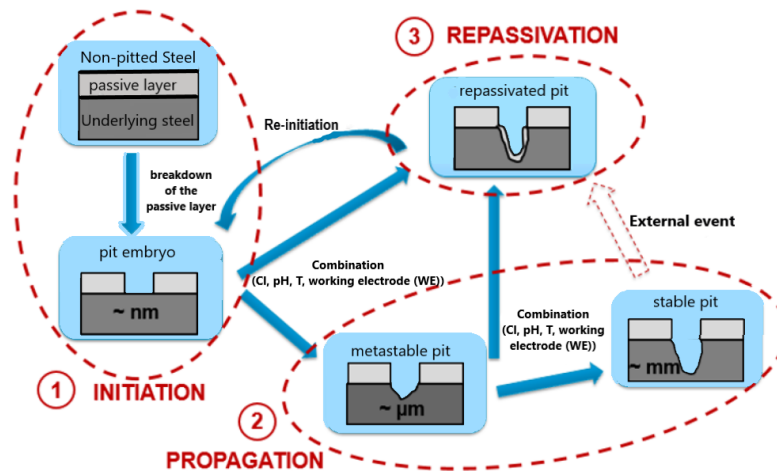 3 REPASSIVATION
Non-pitted Steel
passive layer
Underlying steel
repassivated pit
Re-initiation
breakdown
of the
passive layer
External event
pit embryo
~ nm
Combination
(Cl, pH, T, working electrode (WE))
Combination
(Cl, pH, T, working
electrode (WE))
stable pit
~ mm
metastable pit
~ µm
1 INITIATION
2
PROPAGATION